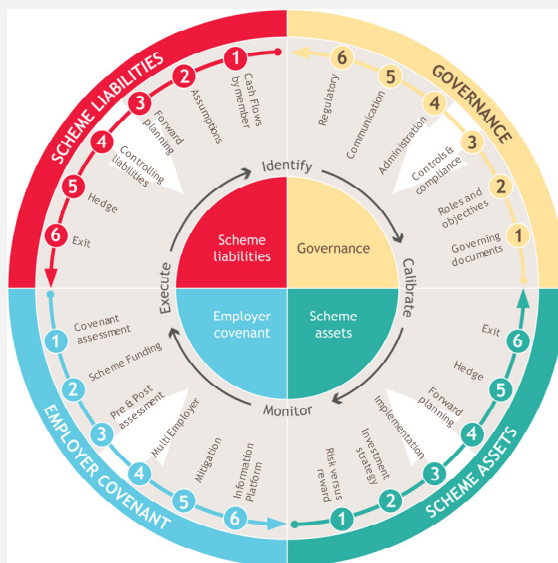 SCHEME LIABILITIES
1
Cash Flows
by member
2
Assumptions
3
Forward
planning
4
Controlling
liabilities
5
Hedge
6
Exit
GOVERNANCE
6
Regulatory
5
Communication
4
Administration
3
Controls &
compliance
2
Roles and
objectives
1
Governing
documents
Identify
Calibrate
Monitor
Execute
Scheme
liabilities
Governance
Employer
covenant
Scheme
assets
EMPLOYER COVENANT
1
Covenant
assessment
2
Scheme Funding
3
Pre & Post
assessment
4
Multi Employer
5
Mitigation
6
Information
Platform
SCHEME ASSETS
1
Risk versus
reward
2
Investment
strategy
3
Implementation
4
Forward
planning
5
Hedge
6
Exit